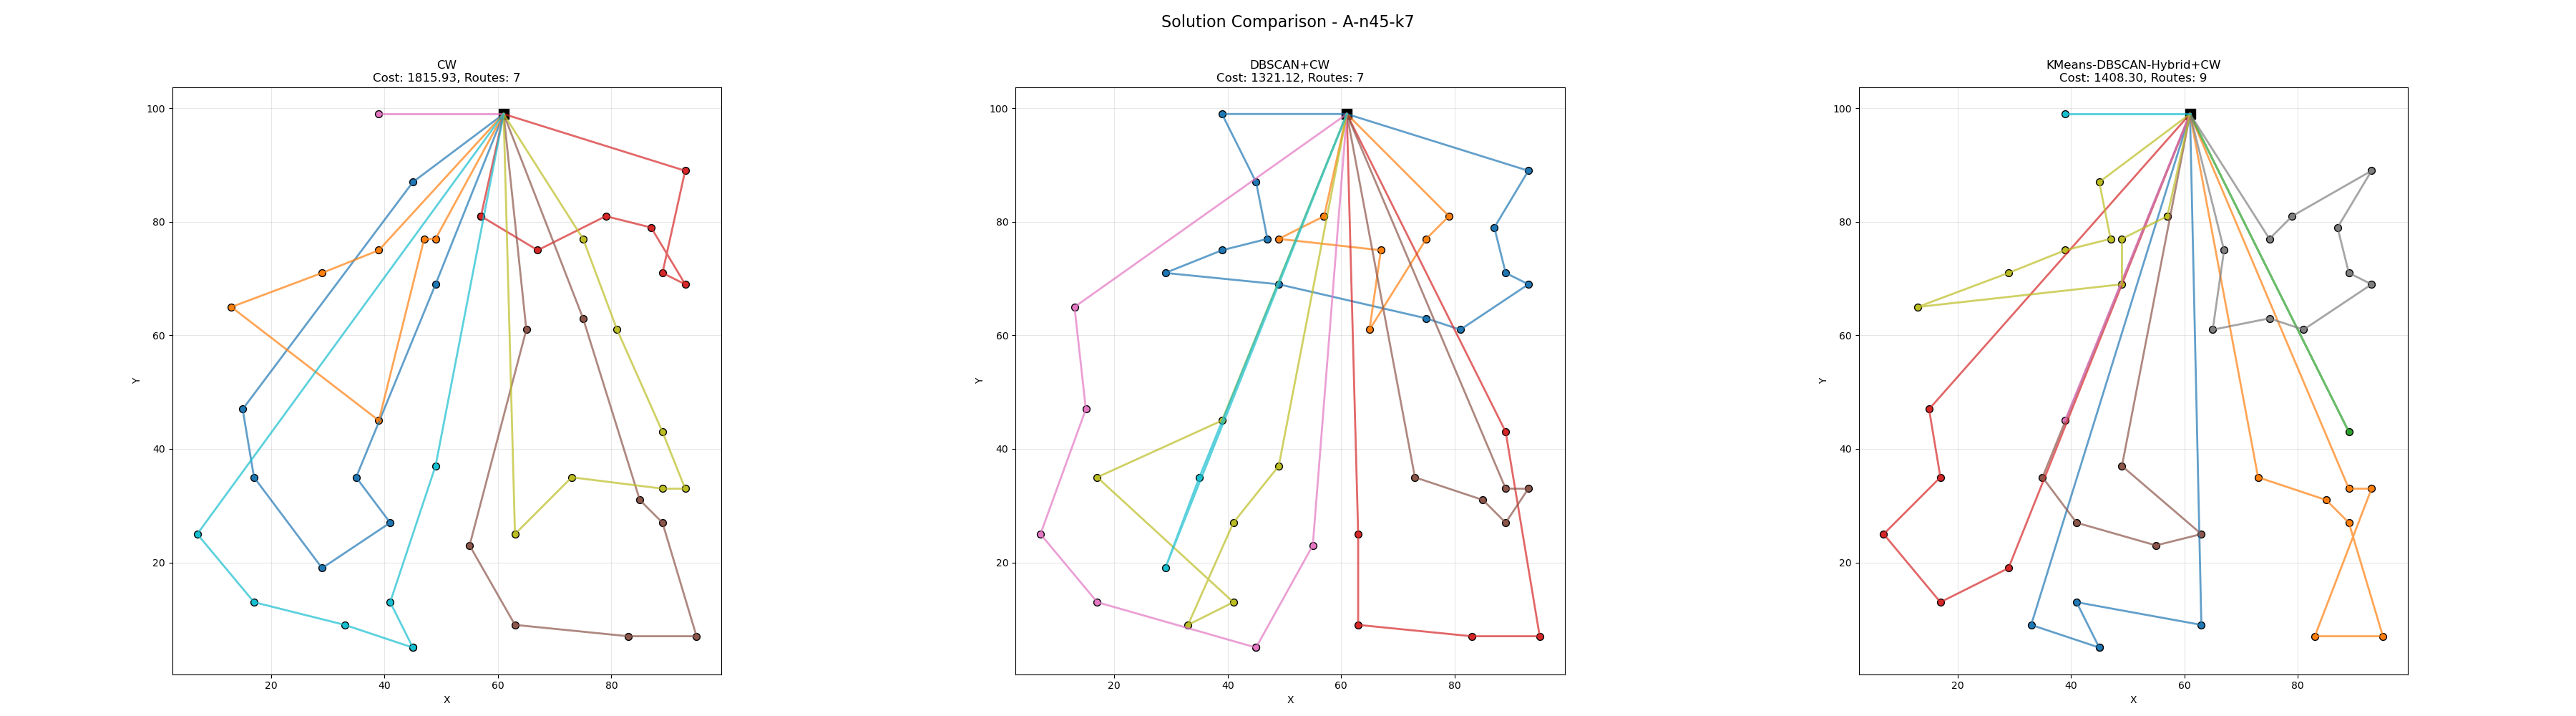 Solution Comparison - A-n45-k7
CW
Cost: 1815.93, Routes: 7
100
80
60
40
20
Y
20
40
60
80
X
DBSCAN+CW
Cost: 1321.12, Routes: 7
100
80
60
40
20
Y
20
40
60
80
X
KMeans-DBSCAN-Hybrid+CW
Cost: 1408.30, Routes: 9
100
80
60
40
20
Y
20
40
60
80
X